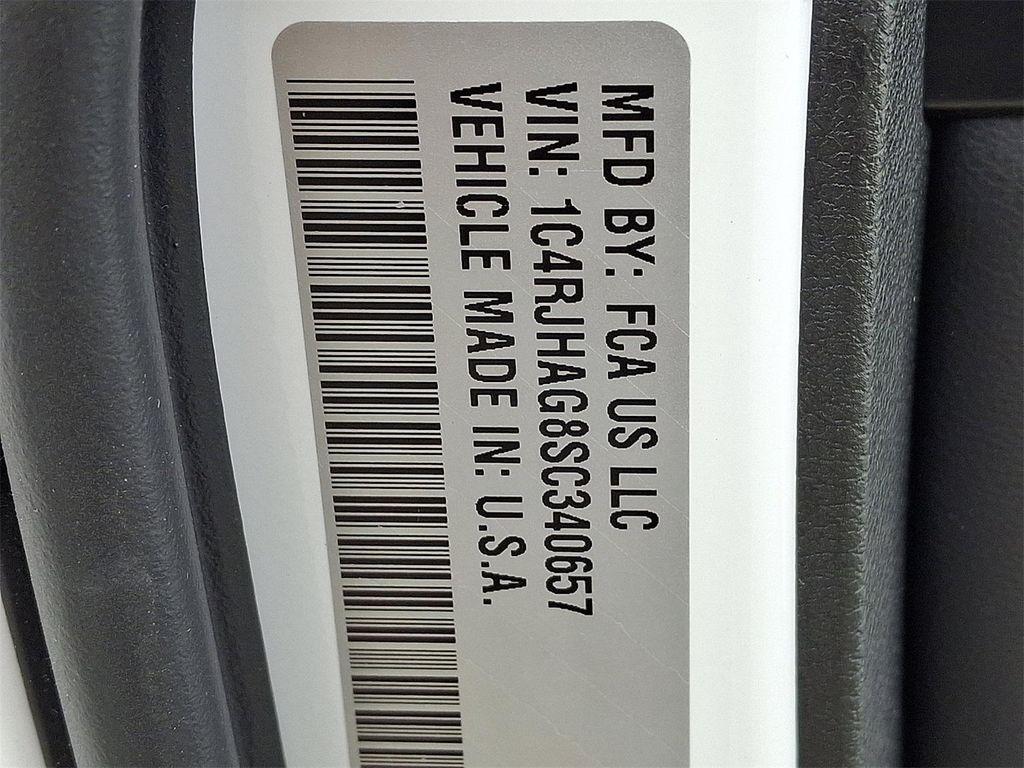 MFD BY: FCA US LLC
VIN: 1C4RJHAG8SC340657
VEHICLE MADE IN: U.S.A.